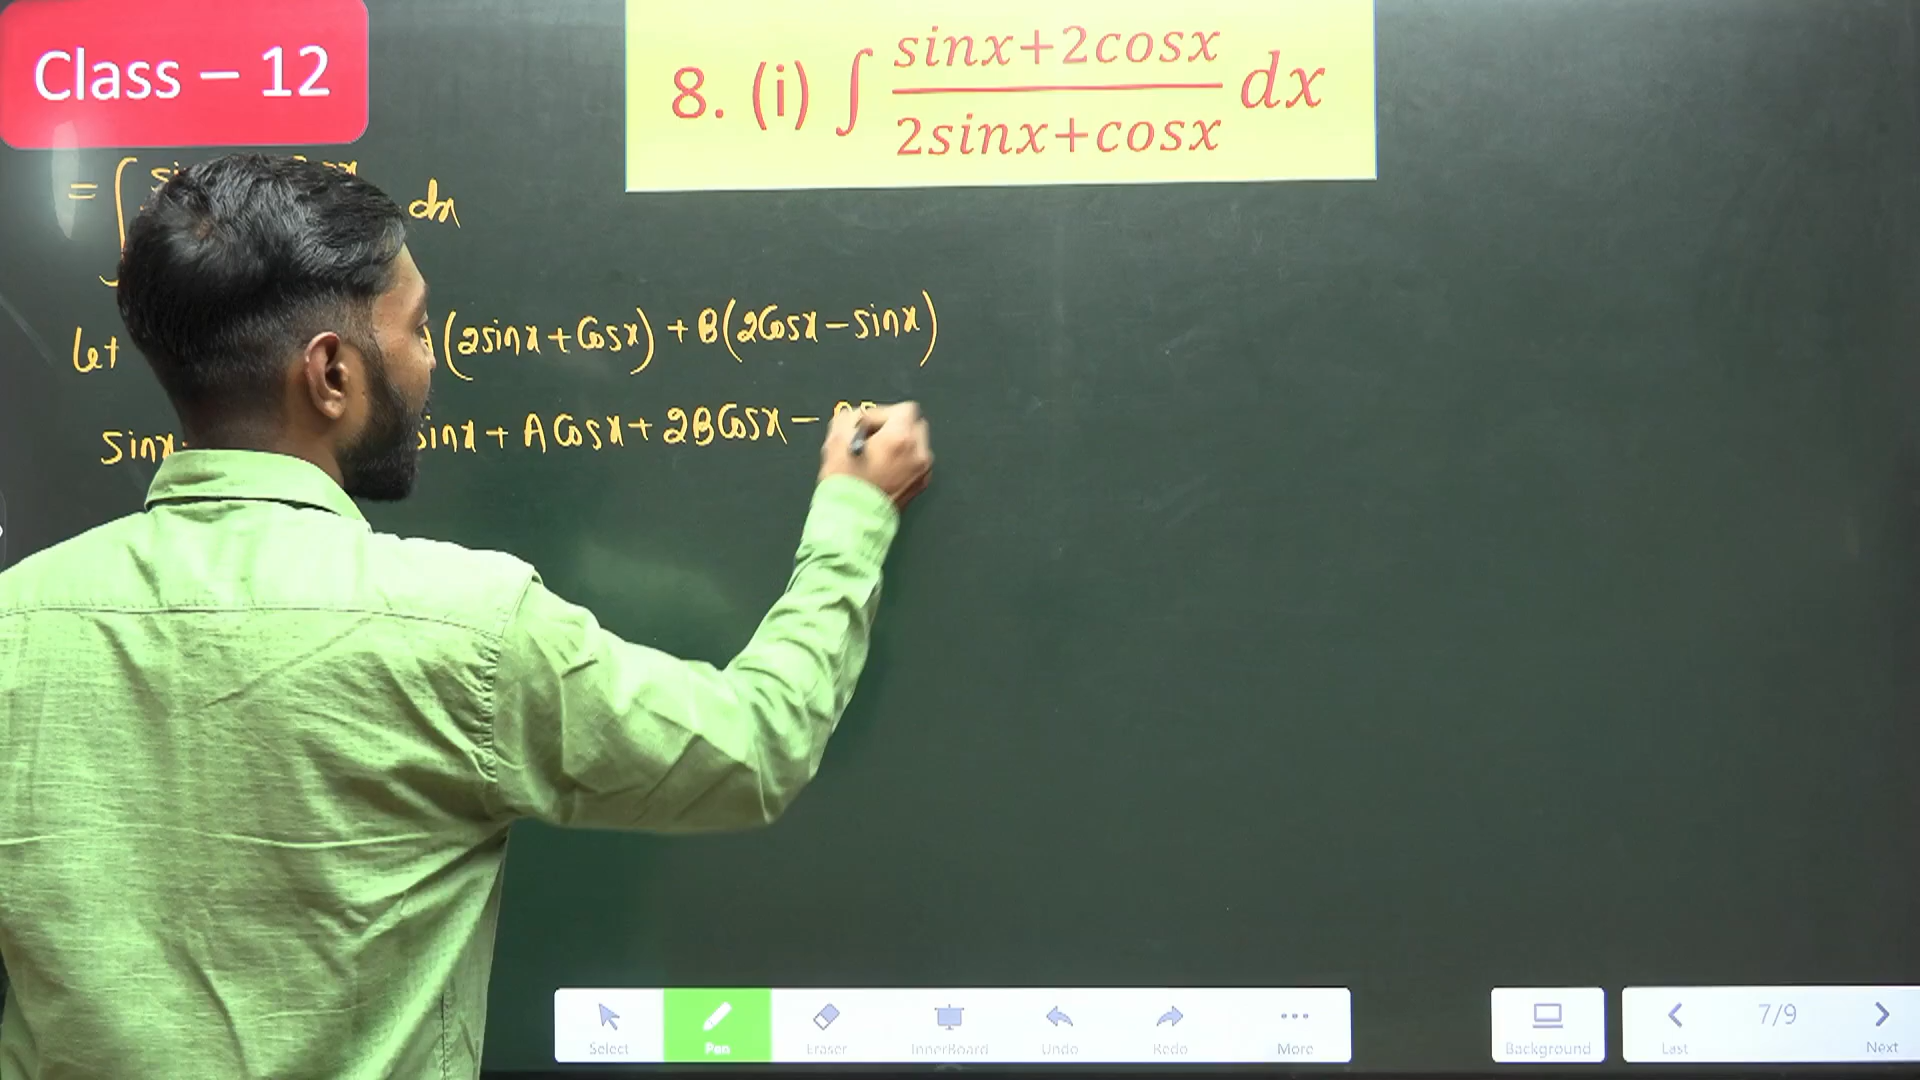 Class – 12
8. (i) ∫ sinx+2cosx / 2sinx+cosx dx
= ∫ dx
Let (2sinx + Cosx) + B(2Cosx − sinx)
sinx sinx + A Cosx + 2B Cosx −
Select Pen Eraser InnerBoard Undo Redo More Background Last 7/9 Next